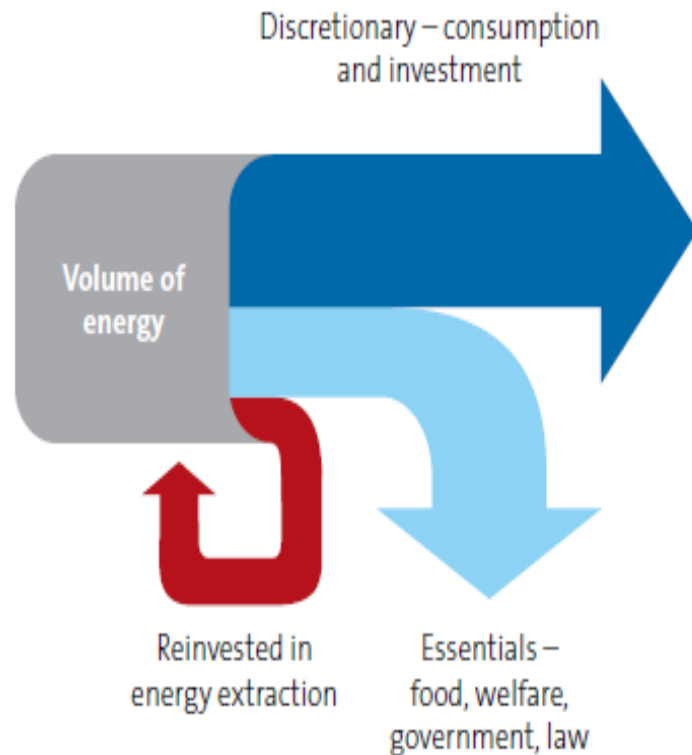 Discretionary – consumption
and investment
Volume of
energy
Reinvested in
energy extraction
Essentials –
food, welfare,
government, law